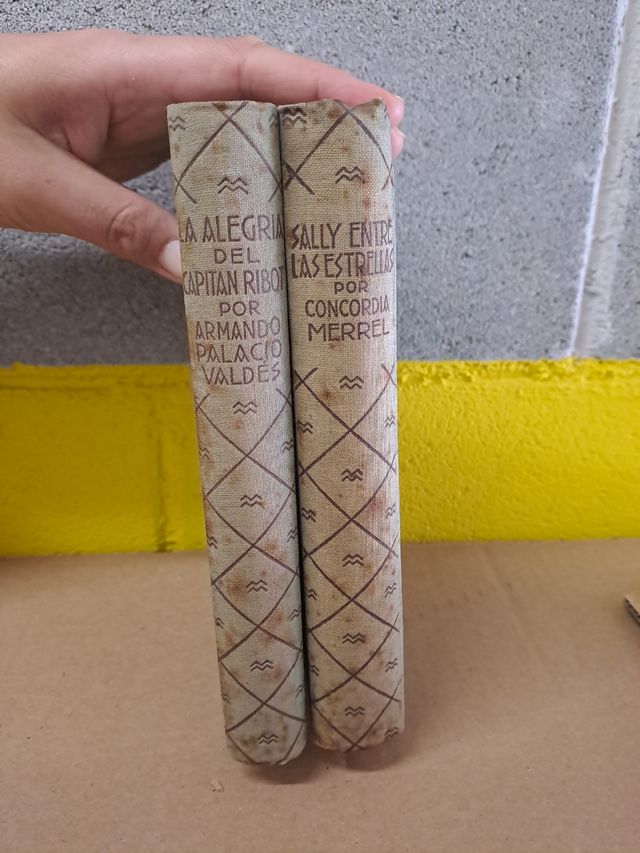 LA ALEGRIA
DEL
CAPITAN RIBOT
POR
ARMANDO
PALACIO
VALDÉS
SALLY ENTRE
LAS ESTRELLAS
POR
CONCORDIA
MERREL